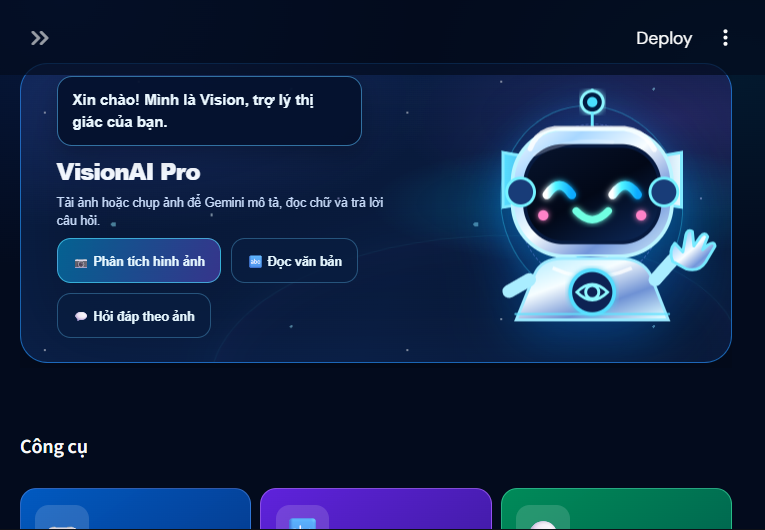 Deploy
Xin chào! Mình là Vision, trợ lý thị
giác của bạn.
VisionAI Pro
Tải ảnh hoặc chụp ảnh để Gemini mô tả, đọc chữ và trả lời
câu hỏi.
Phân tích hình ảnh
abc Đọc văn bản
Hỏi đáp theo ảnh
Công cụ